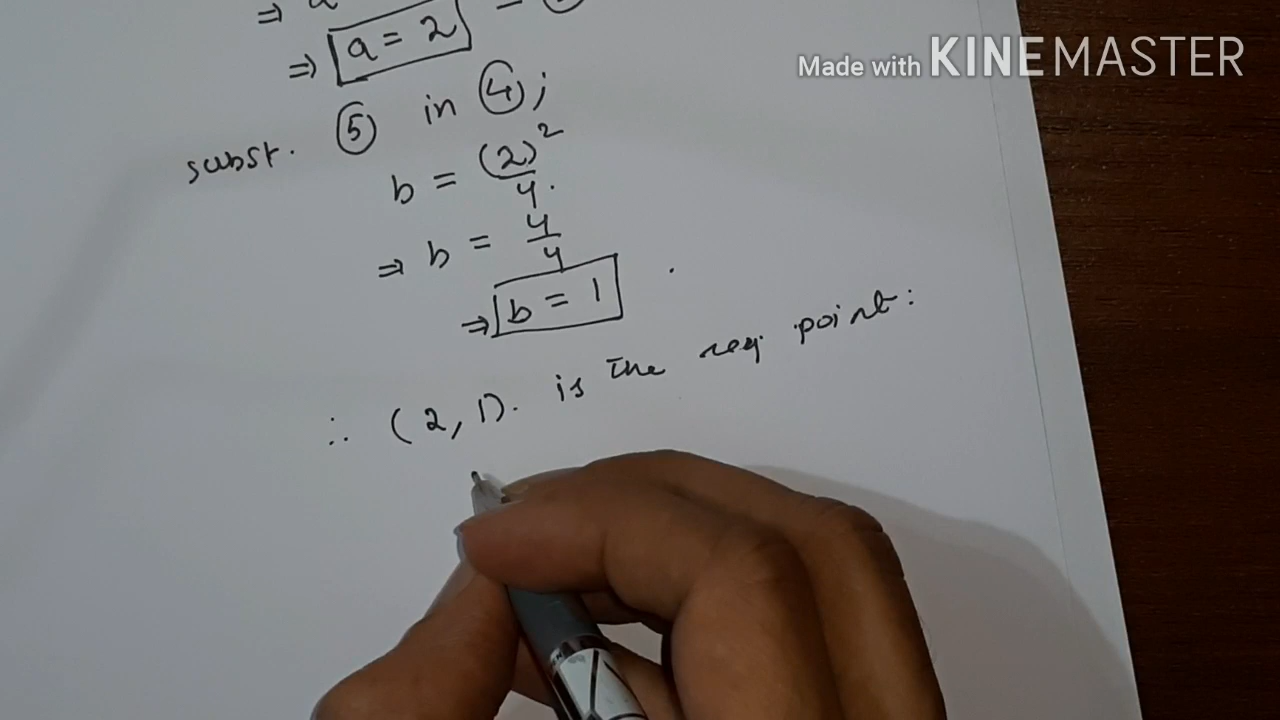 ⇒ a
⇒ a = 2 –
Made with KINEMASTER
subst. ⑤ in ④;
b = (2)²/4.
⇒ b = 4/4
⇒ b = 1
∴ (2, 1). is the req. point: